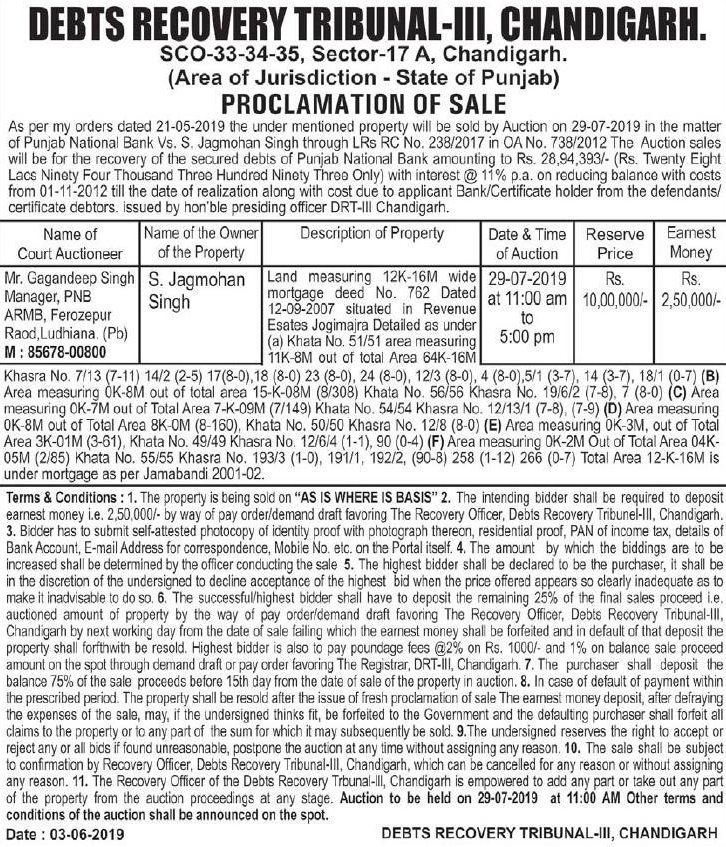 DEBTS RECOVERY TRIBUNAL-III, CHANDIGARH.
SCO-33-34-35, Sector-17 A, Chandigarh.
(Area of Jurisdiction - State of Punjab)
PROCLAMATION OF SALE
As per my orders dated 21-05-2019 the under mentioned property will be sold by Auction on 29-07-2019 in the matter
of Punjab National Bank Vs. S. Jagmohan Singh through LRs RC No. 238/2017 in OA No. 738/2012 The Auction sales
will be for the recovery of the secured debts of Punjab National Bank amounting to Rs. 28,94,393/- (Rs. Twenty Eight
Lacs Ninety Four Thousand Three Hundred Ninety Three Only) with interest @ 11% p.a. on reducing balance with costs
from 01-11-2012 till the date of realization along with cost due to applicant Bank/Certificate holder from the defendants/
certificate debtors. issued by hon'ble presiding officer DRT-III Chandigarh.
Name of
Court Auctioneer
Name of the Owner
of the Property
Description of Property
Date & Time
of Auction
Reserve
Price
Earnest
Money
Mr. Gagandeep Singh
Manager, PNB
ARMB, Ferozepur
Raod,Ludhiana. (Pb)
M : 85678-00800
S. Jagmohan
Singh
Land measuring 12K-16M wide
mortgage deed No. 762 Dated
12-09-2007 situated in Revenue
Esates Jogimajra Detailed as under
(a) Khata No. 51/51 area measuring
11K-8M out of total Area 64K-16M
29-07-2019
at 11:00 am
to
5:00 pm
Rs.
10,00,000/-
Rs.
2,50,000/-
Khasra No. 7/13 (7-11) 14/2 (2-5) 17(8-0),18 (8-0) 23 (8-0), 24 (8-0), 12/3 (8-0), 4 (8-0),5/1 (3-7), 14 (3-7), 18/1 (0-7) (B)
Area measuring 0K-8M out of total area 15-K-08M (8/308) Khata No. 56/56 Khasra No. 19/6/2 (7-8), 7 (8-0) (C) Area
measuring 0K-7M out of Total Area 7-K-09M (7/149) Khata No. 54/54 Khasra No. 12/13/1 (7-8), (7-9) (D) Area measuring
0K-8M out of Total Area 8K-0M (8-160), Khata No. 50/50 Khasra No. 12/8 (8-0) (E) Area measuring 0K-3M, out of Total
Area 3K-01M (3-61), Khata No. 49/49 Khasra No. 12/6/4 (1-1), 90 (0-4) (F) Area measuring 0K-2M Out of Total Area 04K-
05M (2/85) Khata No. 55/55 Khasra No. 193/3 (1-0), 191/1, 192/2, (90-8) 258 (1-12) 266 (0-7) Total Area 12-K-16M is
under mortgage as per Jamabandi 2001-02.
Terms & Conditions : 1. The property is being sold on "AS IS WHERE IS BASIS" 2. The intending bidder shall be required to deposit
earnest money i.e. 2,50,000/- by way of pay order/demand draft favoring The Recovery Officer, Debts Recovery Tribunel-III, Chandigarh.
3. Bidder has to submit self-attested photocopy of identity proof with photograph thereon, residential proof, PAN of income tax, details of
Bank Account, E-mail Address for correspondence, Mobile No. etc. on the Portal itself. 4. The amount by which the biddings are to be
increased shall be determined by the officer conducting the sale 5. The highest bidder shall be declared to be the purchaser, it shall be
in the discretion of the undersigned to decline acceptance of the highest bid when the price offered appears so clearly inadequate as to
make it inadvisable to do so. 6. The successful/highest bidder shall have to deposit the remaining 25% of the final sales proceed i.e.
auctioned amount of property by the way of pay order/demand draft favoring The Recovery Officer, Debts Recovery Tribunal-III,
Chandigarh by next working day from the date of sale failing which the earnest money shall be forfeited and in default of that deposit the
property shall forthwith be resold. Highest bidder is also to pay poundage fees @2% on Rs. 1000/- and 1% on balance sale proceed
amount on the spot through demand draft or pay order favoring The Registrar, DRT-III, Chandigarh. 7. The purchaser shall deposit the
balance 75% of the sale proceeds before 15th day from the date of sale of the property in auction. 8. In case of default of payment within
the prescribed period. The property shall be resold after the issue of fresh proclamation of sale The earnest money deposit, after defraying
the expenses of the sale, may, if the undersigned thinks fit, be forfeited to the Government and the defaulting purchaser shall forfeit all
claims to the property or to any part of the sum for which it may subsequently be sold. 9.The undersigned reserves the right to accept or
reject any or all bids if found unreasonable, postpone the auction at any time without assigning any reason. 10. The sale shall be subject
to confirmation by Recovery Officer, Debts Recovery Tribunal-III, Chandigarh, which can be cancelled for any reason or without assigning
any reason. 11. The Recovery Officer of the Debts Recovery Trbunal-III, Chandigarh is empowered to add any part or take out any part
of the property from the auction proceedings at any stage. Auction to be held on 29-07-2019 at 11:00 AM Other terms and
conditions of the auction shall be announced on the spot.
Date : 03-06-2019
DEBTS RECOVERY TRIBUNAL-III, CHANDIGARH